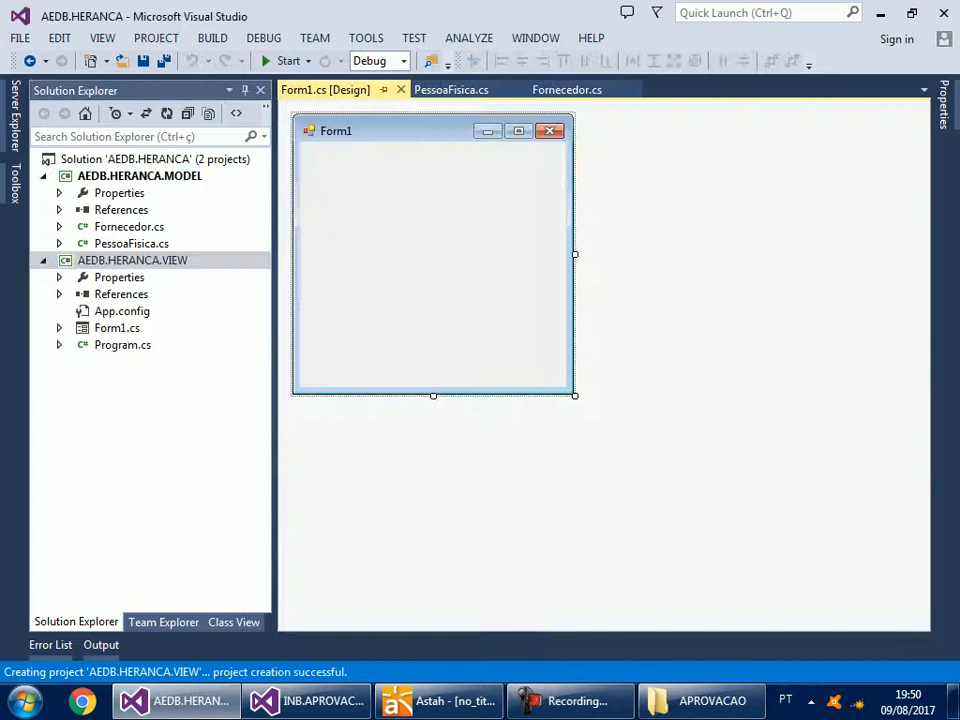 AEDB.HERANCA - Microsoft Visual Studio
Quick Launch (Ctrl+Q)
FILE EDIT VIEW PROJECT BUILD DEBUG TEAM TOOLS TEST ANALYZE WINDOW HELP
Sign in
Start Debug
Server Explorer
Toolbox
Solution Explorer
Search Solution Explorer (Ctrl+ç)
Solution 'AEDB.HERANCA' (2 projects)
AEDB.HERANCA.MODEL
Properties
References
Fornecedor.cs
PessoaFisica.cs
AEDB.HERANCA.VIEW
Properties
References
App.config
Form1.cs
Program.cs
Solution Explorer Team Explorer Class View
Form1.cs [Design] PessoaFisica.cs Fornecedor.cs
Form1
Properties
Error List Output
Creating project 'AEDB.HERANCA.VIEW'... project creation successful.
AEDB.HERAN... INB.APROVAC... Astah - [no_tit... Recording... APROVACAO PT
19:50
09/08/2017